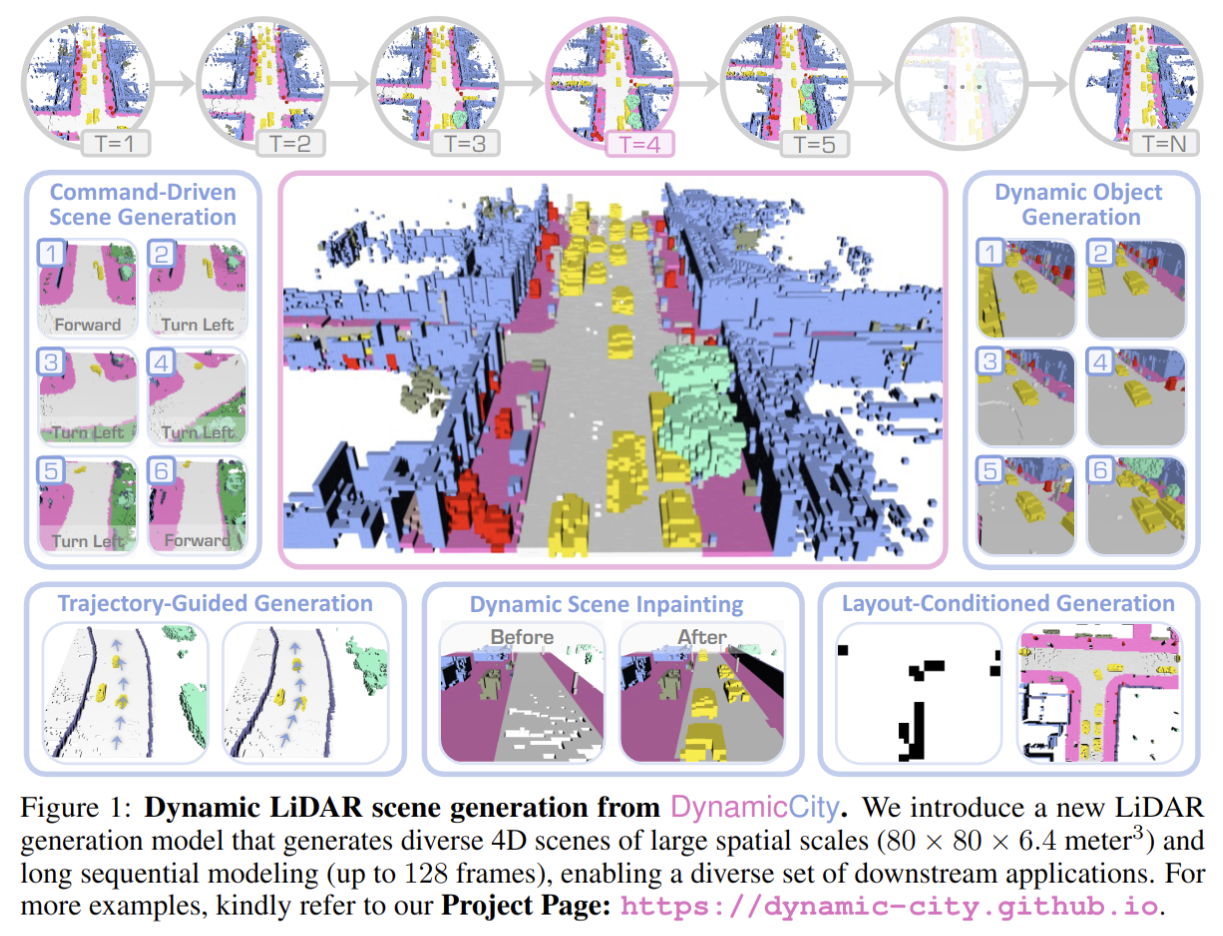 T=1
T=2
T=3
T=4
T=5
T=N
Command-Driven
Scene Generation
1
Forward
2
Turn Left
3
Turn Left
4
Turn Left
5
Turn Left
6
Forward
Dynamic Object
Generation
1
2
3
4
5
6
Trajectory-Guided Generation
Dynamic Scene Inpainting
Before
After
Layout-Conditioned Generation
Figure 1: Dynamic LiDAR scene generation from DynamicCity. We introduce a new LiDAR
generation model that generates diverse 4D scenes of large spatial scales (80 × 80 × 6.4 meter³) and
long sequential modeling (up to 128 frames), enabling a diverse set of downstream applications. For
more examples, kindly refer to our Project Page: https://dynamic-city.github.io.